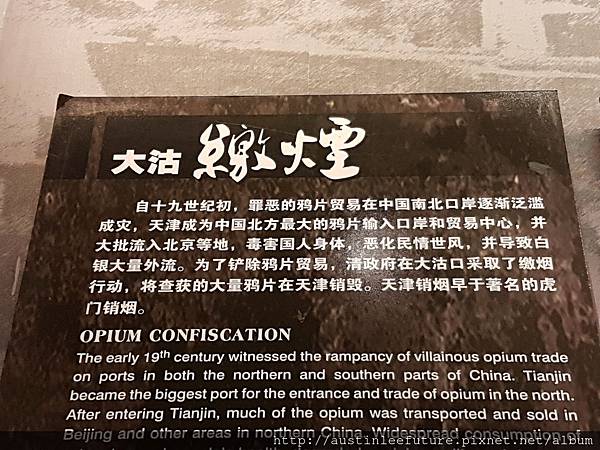 大沽 繳煙
自十九世纪初，罪恶的鸦片贸易在中国南北口岸逐渐泛滥
成灾，天津成为中国北方最大的鸦片输入口岸和贸易中心，并
大批流入北京等地，毒害国人身体，恶化民情世风，并导致白
银大量外流。为了铲除鸦片贸易，清政府在大沽口采取了缴烟
行动，将查获的大量鸦片在天津销毁。天津销烟早于著名的虎
门销烟。
OPIUM CONFISCATION
The early 19th century witnessed the rampancy of villainous opium trade
on ports in both the northern and southern parts of China. Tianjin
became the biggest port for the entrance and trade of opium in the north.
After entering Tianjin, much of the opium was transported and sold in
Beijing and other areas in northern China. Widespread consumption of
http://austinleefuture.pixnet.net/album